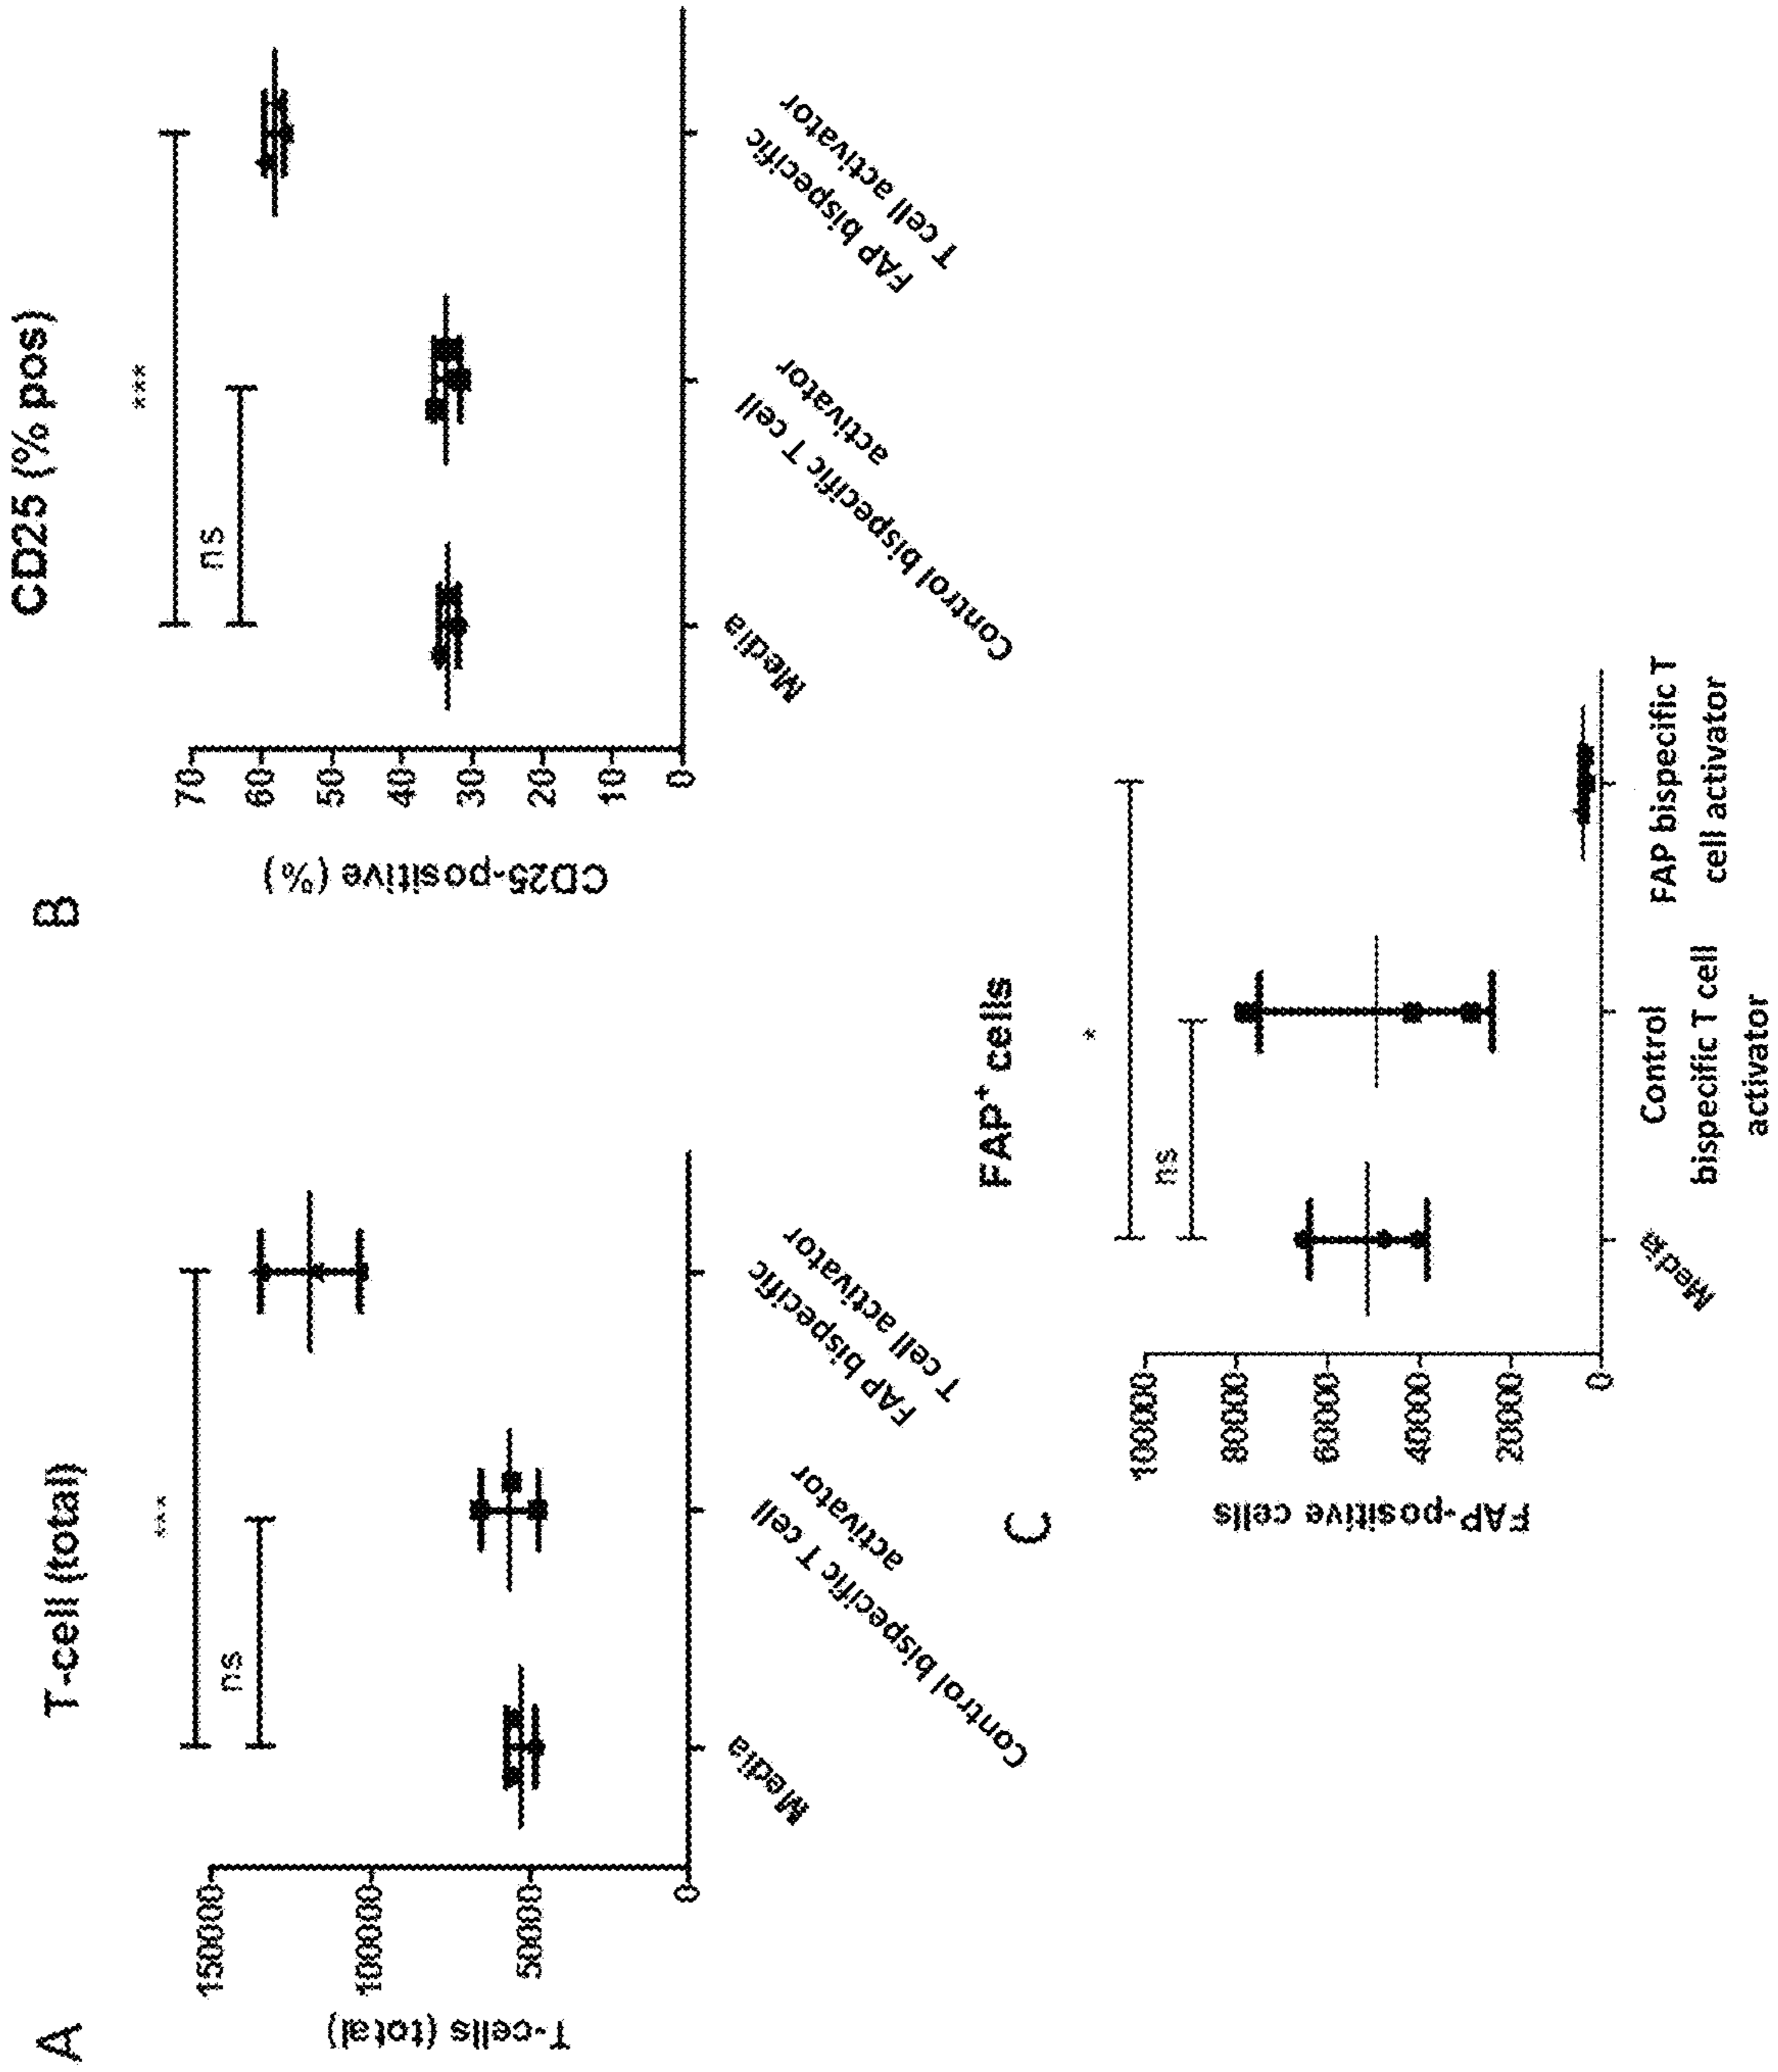 A
T-cell (total)
T-cells (total)
150000
100000
50000
0
***
ns
Media
Control bispecific T cell
activator
FAP bispecific
T cell activator
B
CD25 (% pos)
CD25-positive (%)
70
60
50
40
30
20
10
0
***
ns
Media
Control bispecific T cell
activator
FAP bispecific
T cell activator
C
FAP⁺ cells
FAP-positive cells
100000
80000
60000
40000
20000
0
*
ns
Media
Control
bispecific T cell
activator
FAP bispecific T
cell activator